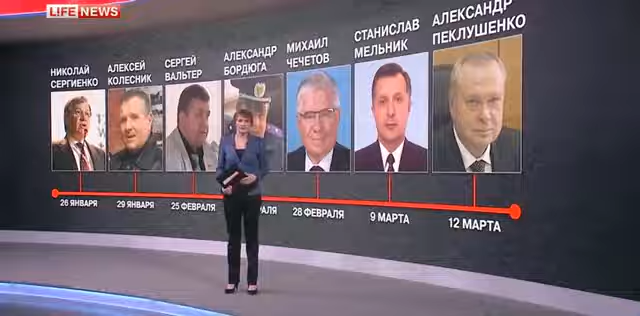 LIFE NEWS
НИКОЛАЙ
СЕРГИЕНКО
АЛЕКСЕЙ
КОЛЕСНИК
СЕРГЕЙ
ВАЛЬТЕР
АЛЕКСАНДР
БОРДЮГА
МИХАИЛ
ЧЕЧЕТОВ
СТАНИСЛАВ
МЕЛЬНИК
АЛЕКСАНДР
ПЕКЛУШЕНКО
26 ЯНВАРЯ
29 ЯНВАРЯ
25 ФЕВРАЛЯ
28 ФЕВРАЛЯ
9 МАРТА
12 МАРТА